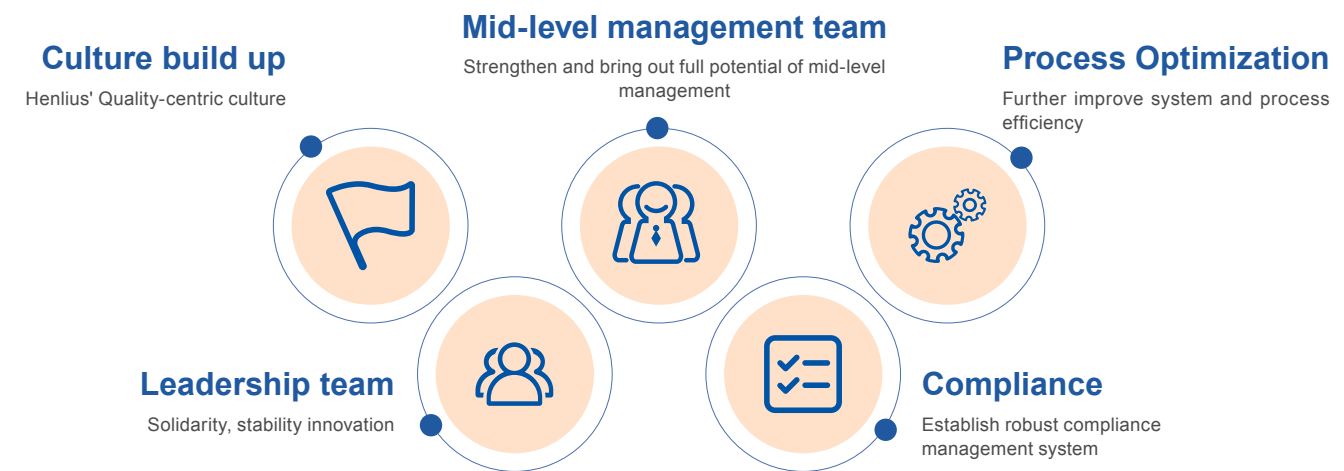 Culture build up
Henlius' Quality-centric culture
Mid-level management team
Strengthen and bring out full potential of mid-level
management
Process Optimization
Further improve system and process
efficiency
Leadership team
Solidarity, stability innovation
Compliance
Establish robust compliance
management system